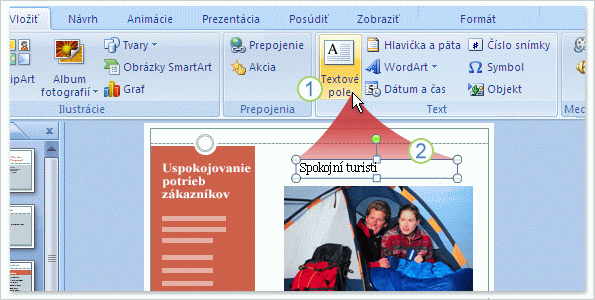 Vložiť Návrh Animácie Prezentácia Posúdiť Zobraziť Formát
Tvary Prepojenie Textové pole Hlavička a päta Číslo snímky
ipArt Album fotografií Obrázky SmartArt Akcia WordArt Symbol
Graf Dátum a čas Objekt
Ilustrácie Prepojenia Text Mec
1
2
Spokojní turisti
Uspokojovanie
potrieb
zákazníkov